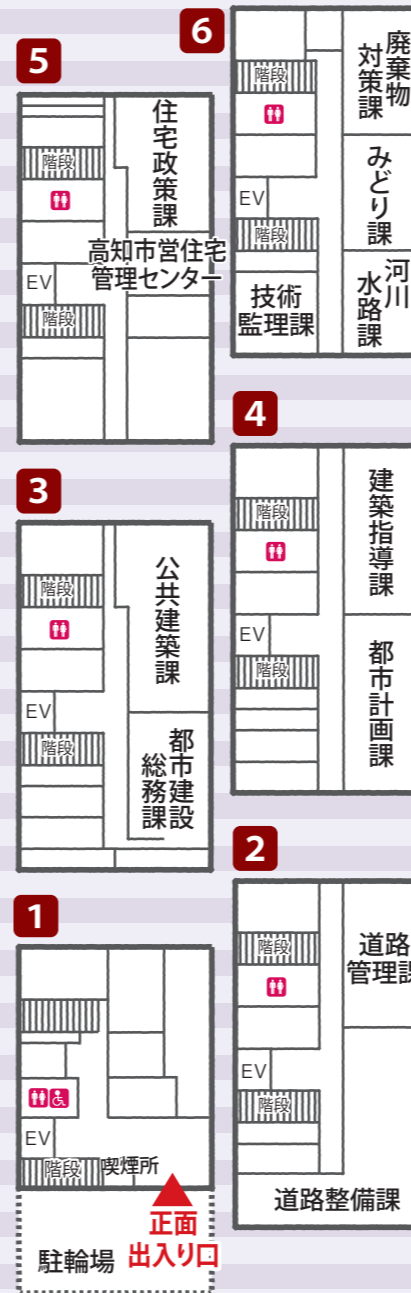 6
階段
EV
階段
廃棄物
対策課
みどり課
河川
水路課
技術
監理課
5
階段
EV
階段
住宅政策課
高知市営住宅
管理センター
4
階段
EV
階段
建築指導課
都市計画課
3
階段
EV
階段
公共建築課
都市建設
総務課
2
階段
EV
階段
道路
管理課
道路整備課
1
EV
階段
喫煙所
駐輪場
正面
出入り口